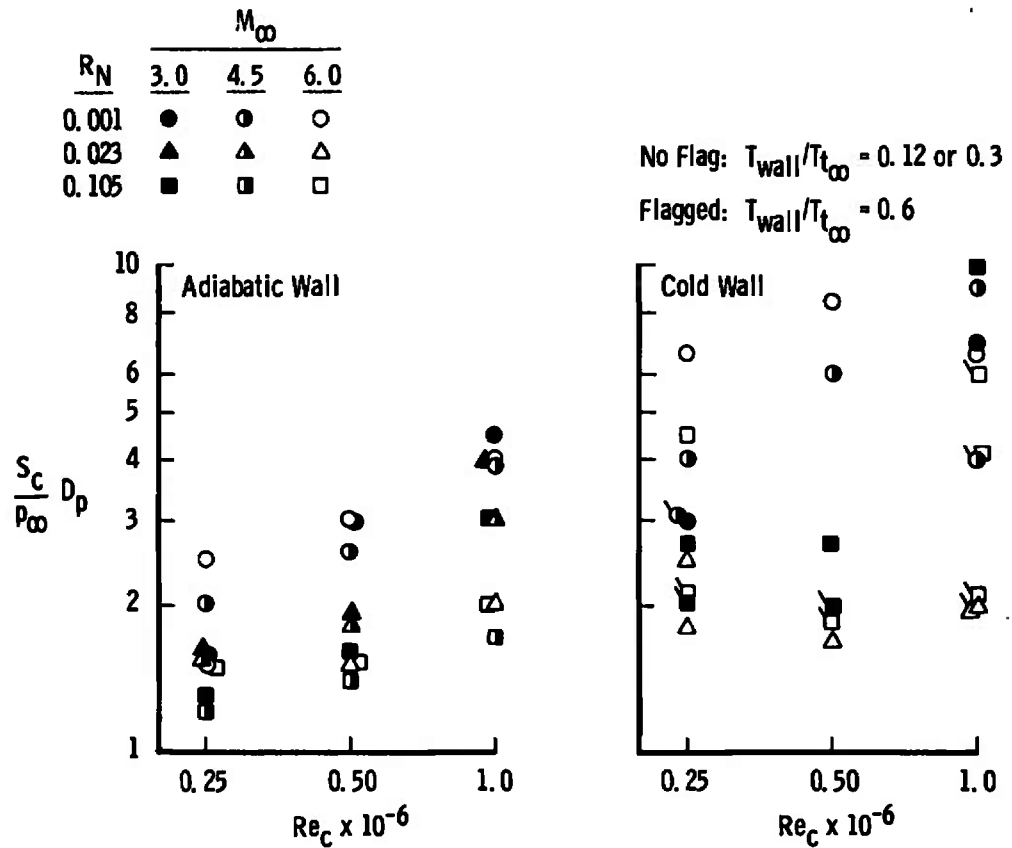 M∞
R_N 3.0 4.5 6.0
0.001
0.023
0.105
No Flag: T_wall/T_t∞ = 0.12 or 0.3
Flagged: T_wall/T_t∞ = 0.6
Adiabatic Wall
10
8
6
5
4
3
2
1
S_c/p_∞ D_p
0.25 0.50 1.0
Re_c x 10^-6
Cold Wall
0.25 0.50 1.0
Re_c x 10^-6